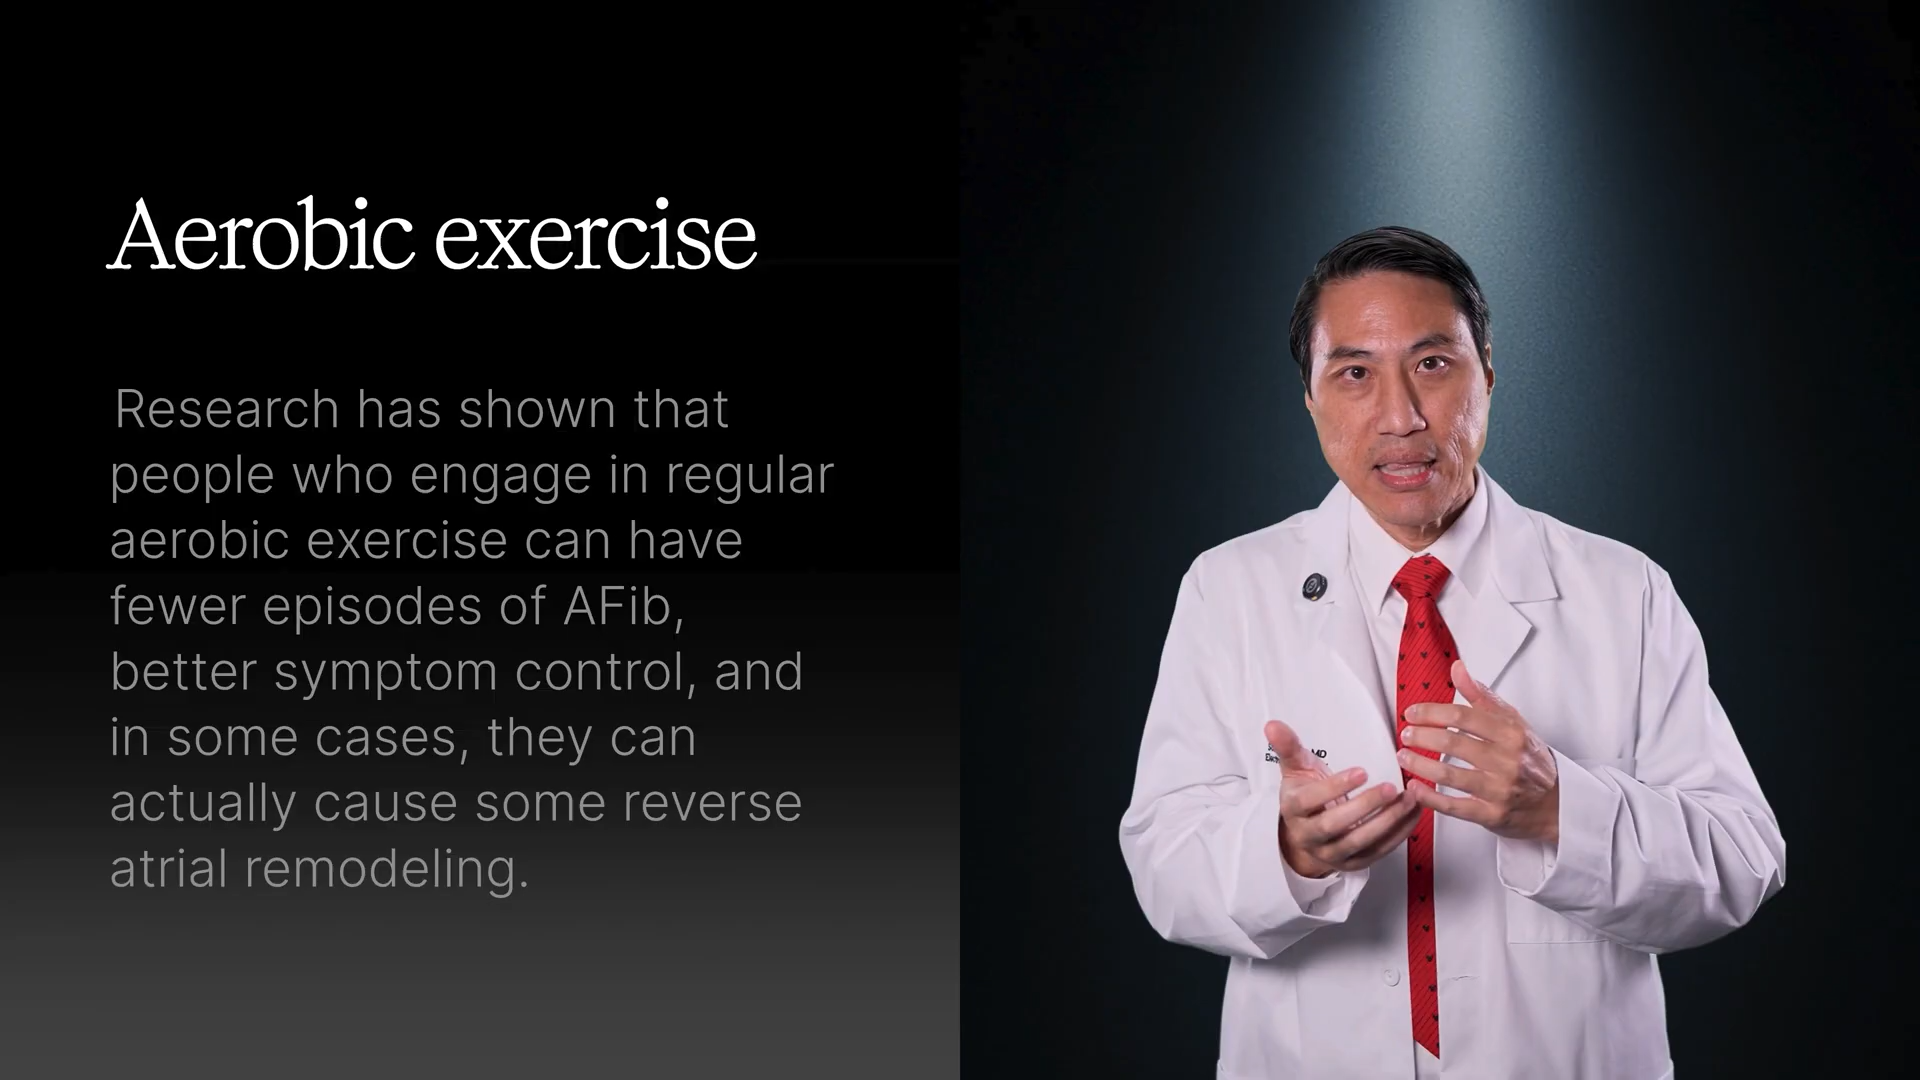 Aerobic exercise
Research has shown that
people who engage in regular
aerobic exercise can have
fewer episodes of AFib,
better symptom control, and
in some cases, they can
actually cause some reverse
atrial remodeling.
MD